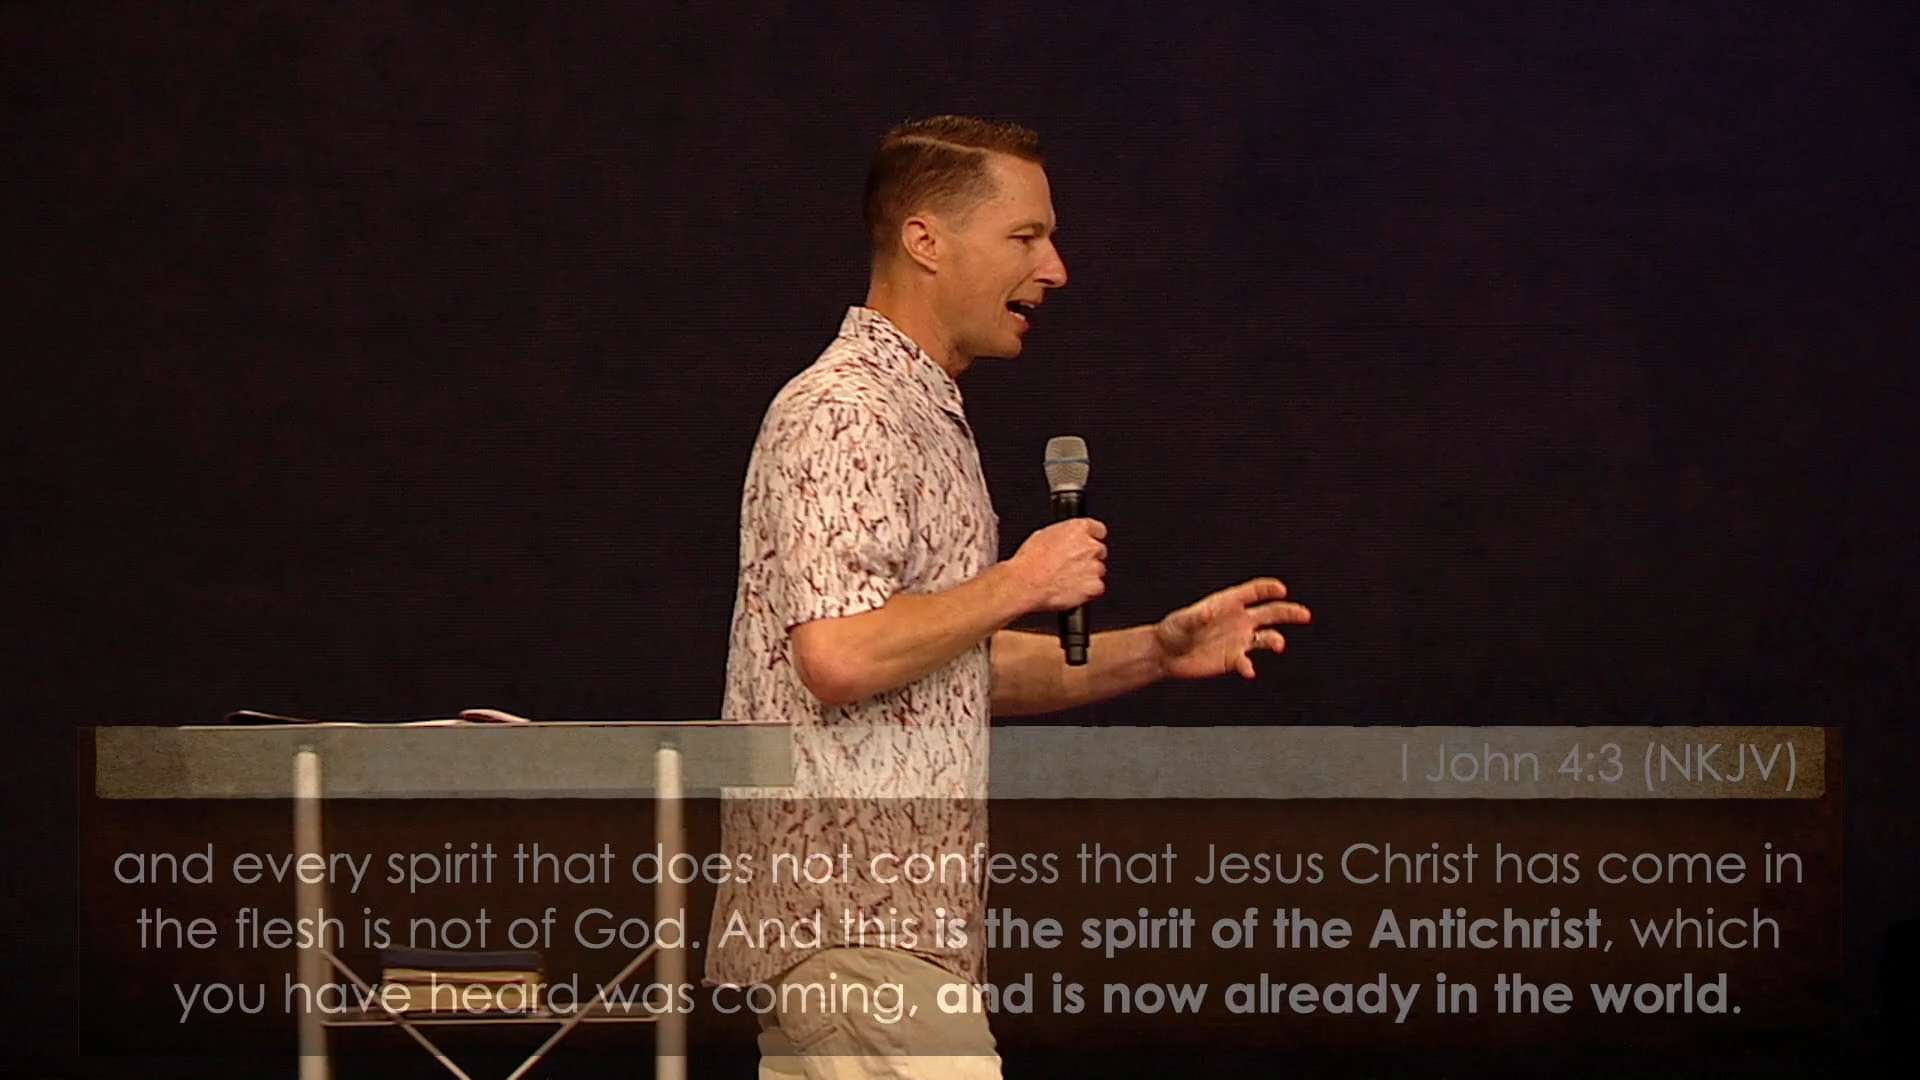 I John 4:3 (NKJV)
and every spirit that does not confess that Jesus Christ has come in
the flesh is not of God. And this is the spirit of the Antichrist, which
you have heard was coming, and is now already in the world.